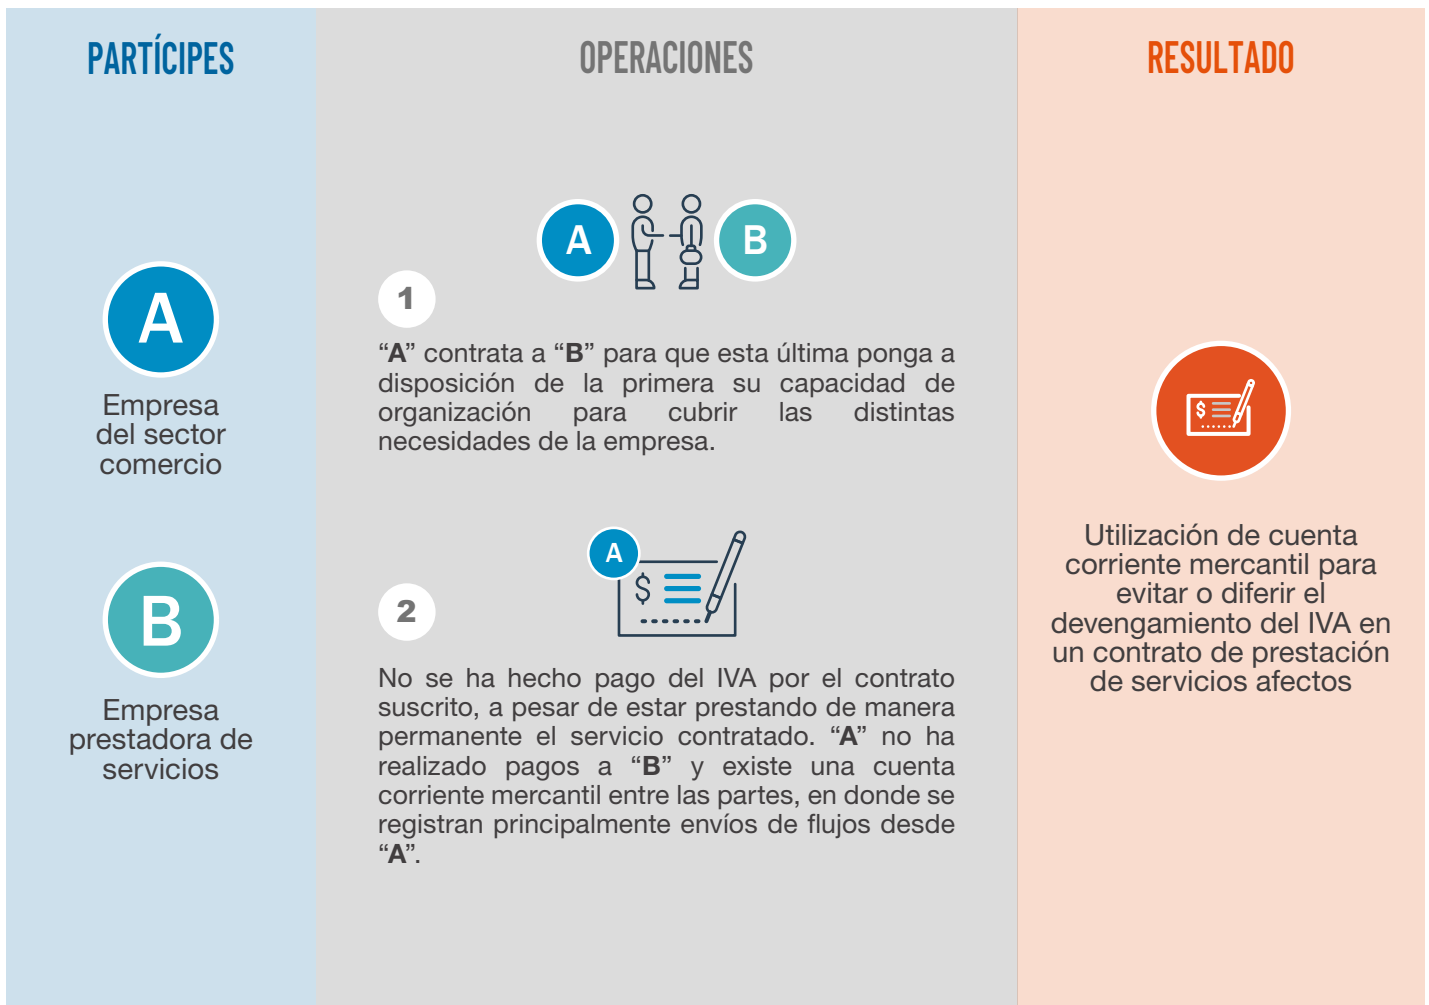 PARTÍCIPES
A
Empresa
del sector
comercio
B
Empresa
prestadora de
servicios
OPERACIONES
A
B
1
“A” contrata a “B” para que esta última ponga a
disposición de la primera su capacidad de
organización para cubrir las distintas
necesidades de la empresa.
A
$
2
No se ha hecho pago del IVA por el contrato
suscrito, a pesar de estar prestando de manera
permanente el servicio contratado. “A” no ha
realizado pagos a “B” y existe una cuenta
corriente mercantil entre las partes, en donde se
registran principalmente envíos de flujos desde
“A”.
RESULTADO
$
Utilización de cuenta
corriente mercantil para
evitar o diferir el
devengamiento del IVA en
un contrato de prestación
de servicios afectos